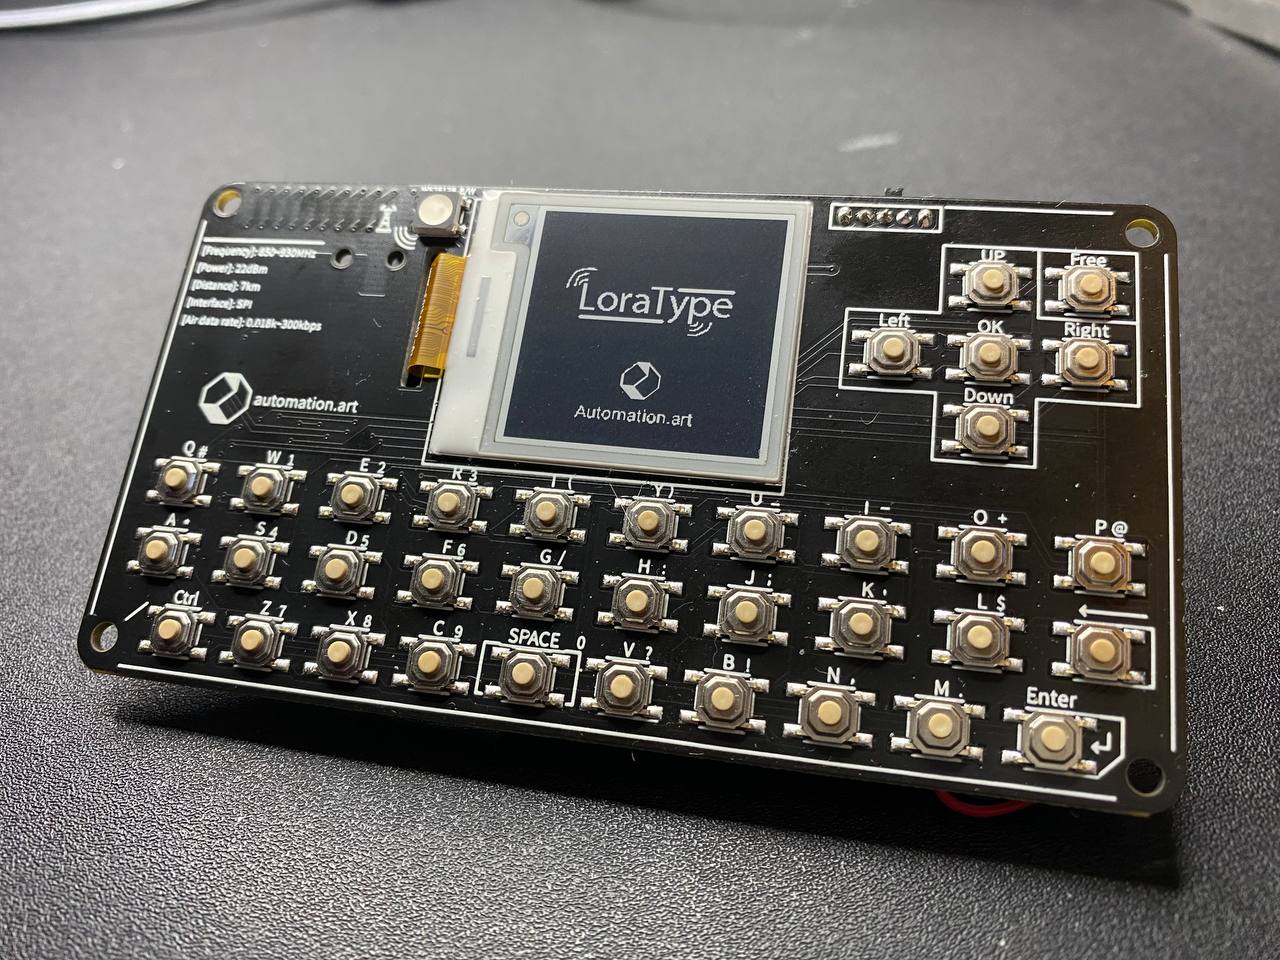 [Frequency]: 850~930MHz
[Power]: 22dBm
[Distance]: 7km
[Interface]: SPI
[Air data rate]: 0.018k~300kbps
automation.art
LoraType
Automation.art
UP Free
Left OK Right
Down
Q # W 1 E 2 R 3 T ( Y ) U _ I - O + P @
A * S 4 D 5 F 6 G / H : J ; K ' L $
Ctrl Z 7 X 8 C 9 SPACE 0 V ? B ! N , M . Enter